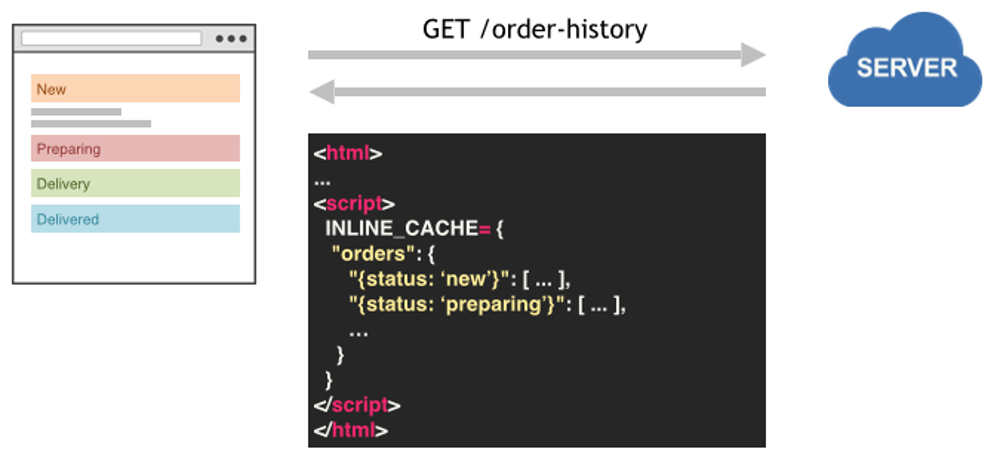 GET /order-history
SERVER
New
Preparing
Delivery
Delivered
<html>
...
<script>
INLINE_CACHE= {
"orders": {
"{status: ‘new’}": [ ... ],
"{status: ‘preparing’}": [ ... ],
...
}
}
</script>
</html>